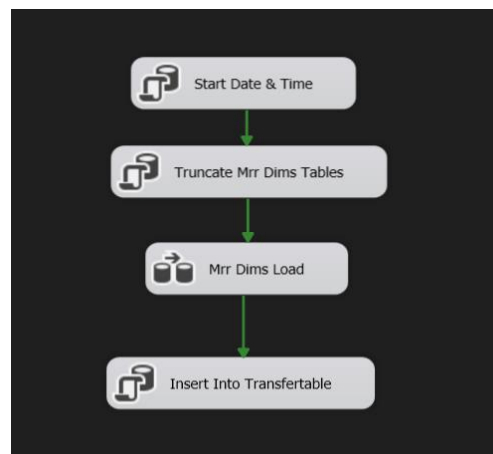 Start Date & Time
Truncate Mrr Dims Tables
Mrr Dims Load
Insert Into Transfertable